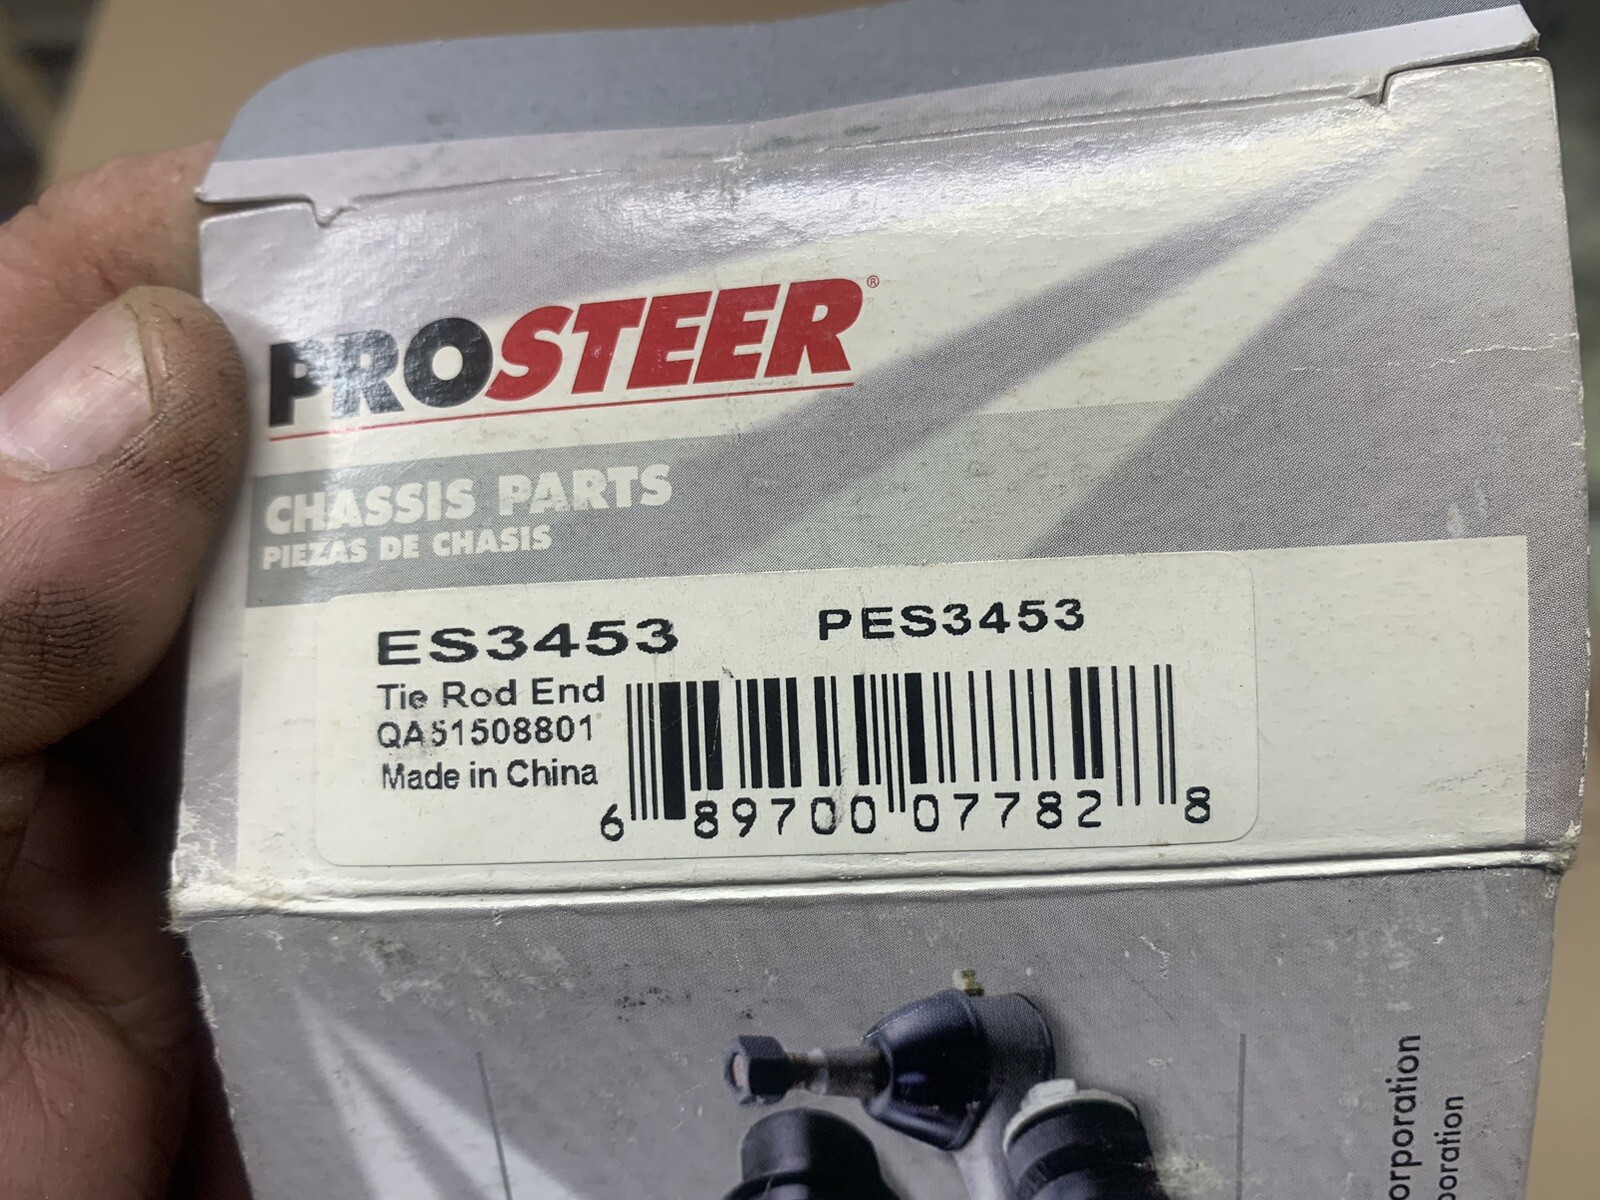 PROSTEER®
CHASSIS PARTS
PIEZAS DE CHASIS
ES3453 PES3453
Tie Rod End
QA51508801
Made in China
6 89700 07782 8
orporation
poration